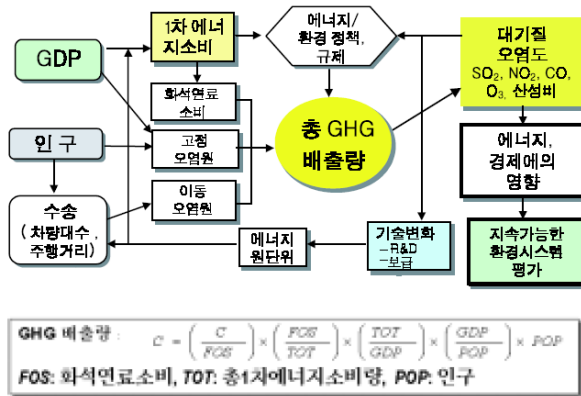 GDP
1차 에너
지소비
에너지/
환경 정책,
규제
대기질
오염도
SO2, NO2, CO,
O3, 산성비
화석연료
소비
인 구
고정
오염원
총 GHG
배출량
에너지,
경제에의
영향
이동
오염원
수송
( 차량대수 ,
주행거리)
에너지
원단위
기술변화
–R&D
–보급
지속가능한
환경시스템
평가
GHG 배출량 : C = ( C / FOS ) × ( FOS / TOT ) × ( TOT / GDP ) × ( GDP / POP ) × POP
FOS: 화석연료소비, TOT: 총1차에너지소비량, POP: 인구